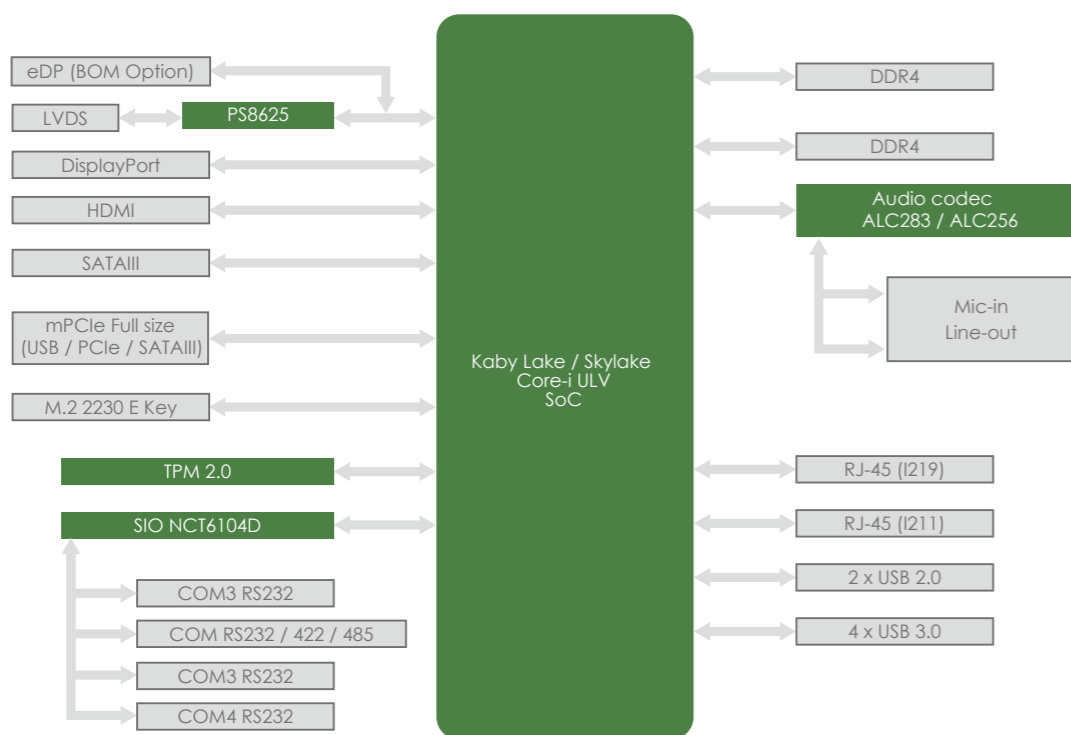 eDP (BOM Option)
LVDS
PS8625
DisplayPort
HDMI
SATAIII
mPCIe Full size
(USB / PCIe / SATAIII)
M.2 2230 E Key
TPM 2.0
SIO NCT6104D
COM3 RS232
COM RS232 / 422 / 485
COM3 RS232
COM4 RS232
Kaby Lake / Skylake
Core-i ULV
SoC
DDR4
DDR4
Audio codec
ALC283 / ALC256
Mic-in
Line-out
RJ-45 (I219)
RJ-45 (I211)
2 x USB 2.0
4 x USB 3.0